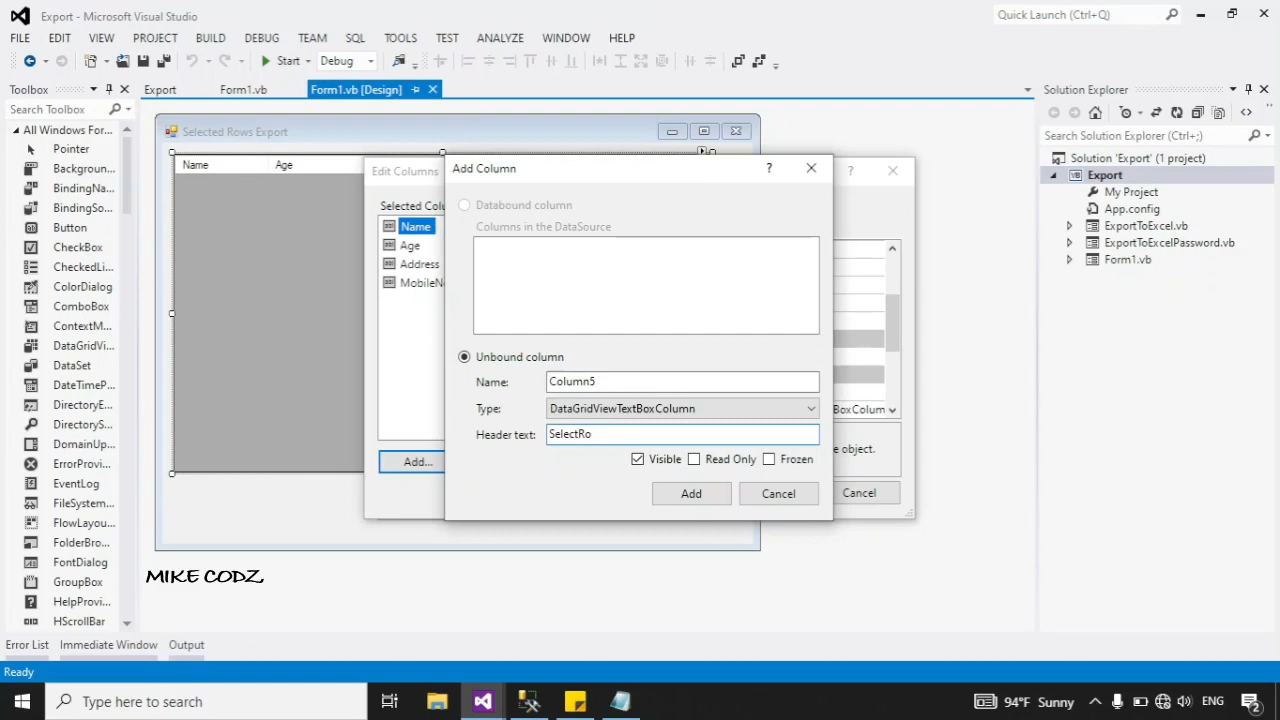 Export - Microsoft Visual Studio
Quick Launch (Ctrl+Q)
FILE EDIT VIEW PROJECT BUILD DEBUG TEAM SQL TOOLS TEST ANALYZE WINDOW HELP
Start Debug
Toolbox
Export Form1.vb Form1.vb [Design]
Solution Explorer
Search Toolbox
Search Solution Explorer (Ctrl+;)
All Windows For...
Pointer
Backgroun...
BindingNa...
BindingSo...
Button
CheckBox
CheckedLi...
ColorDialog
ComboBox
ContextM...
DataGridVi...
DataSet
DateTimeP...
DirectoryE...
DirectoryS...
DomainUp...
ErrorProvi...
EventLog
FileSystem...
FlowLayou...
FolderBro...
FontDialog
GroupBox
HelpProvi...
HScrollBar
Selected Rows Export
Name Age
Edit Columns
Selected Colu
Name
Age
Address
MobileN
Add...
Add Column
Databound column
Columns in the DataSource
Unbound column
Name: Column5
Type: DataGridViewTextBoxColumn
Header text: SelectRo
Visible Read Only Frozen
Add Cancel
BoxColum
e object.
Cancel
MIKE CODZ
Solution 'Export' (1 project)
Export
My Project
App.config
ExportToExcel.vb
ExportToExcelPassword.vb
Form1.vb
Error List Immediate Window Output
Ready
Type here to search
94°F Sunny
ENG
2